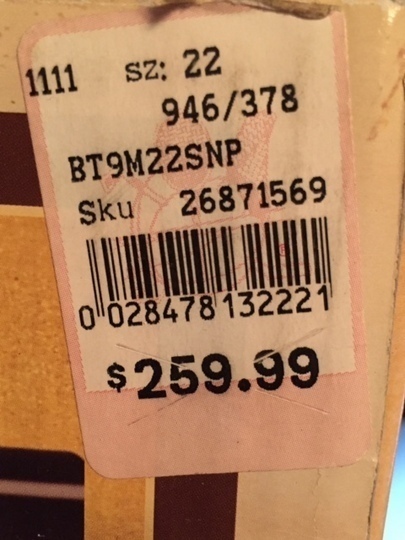 1111 SZ: 22
946/378
BT9M22SNP
Sku 26871569
0 028478 132221
$259.99